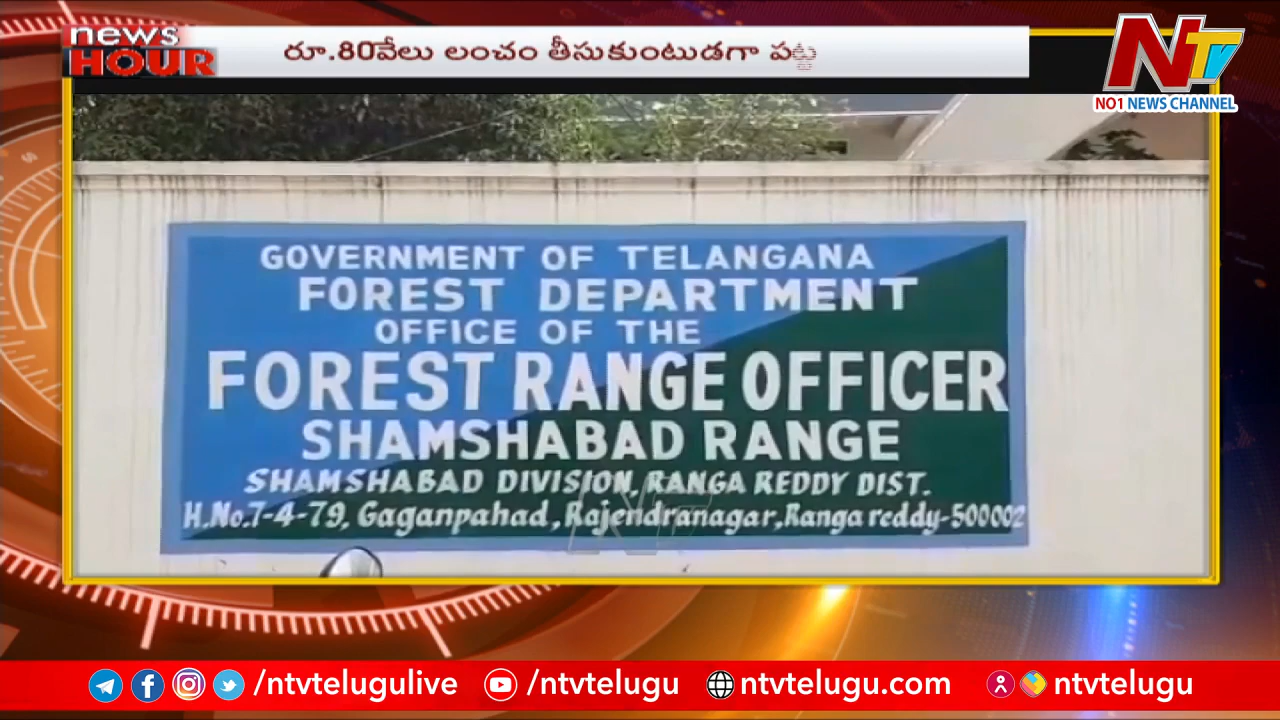 news
HOUR
రూ.80వేలు లంచం తీసుకుంటుడగా
NTV
NO1 NEWS CHANNEL
GOVERNMENT OF TELANGANA
FOREST DEPARTMENT
OFFICE OF THE
FOREST RANGE OFFICER
SHAMSHABAD RANGE
SHAMSHABAD DIVISION, RANGA REDDY DIST.
H.No.7-4-79, Gaganpahad, Rajendranagar, Ranga reddy-500002
/ntvtelugulive /ntvtelugu ntvtelugu.com ntvtelugu